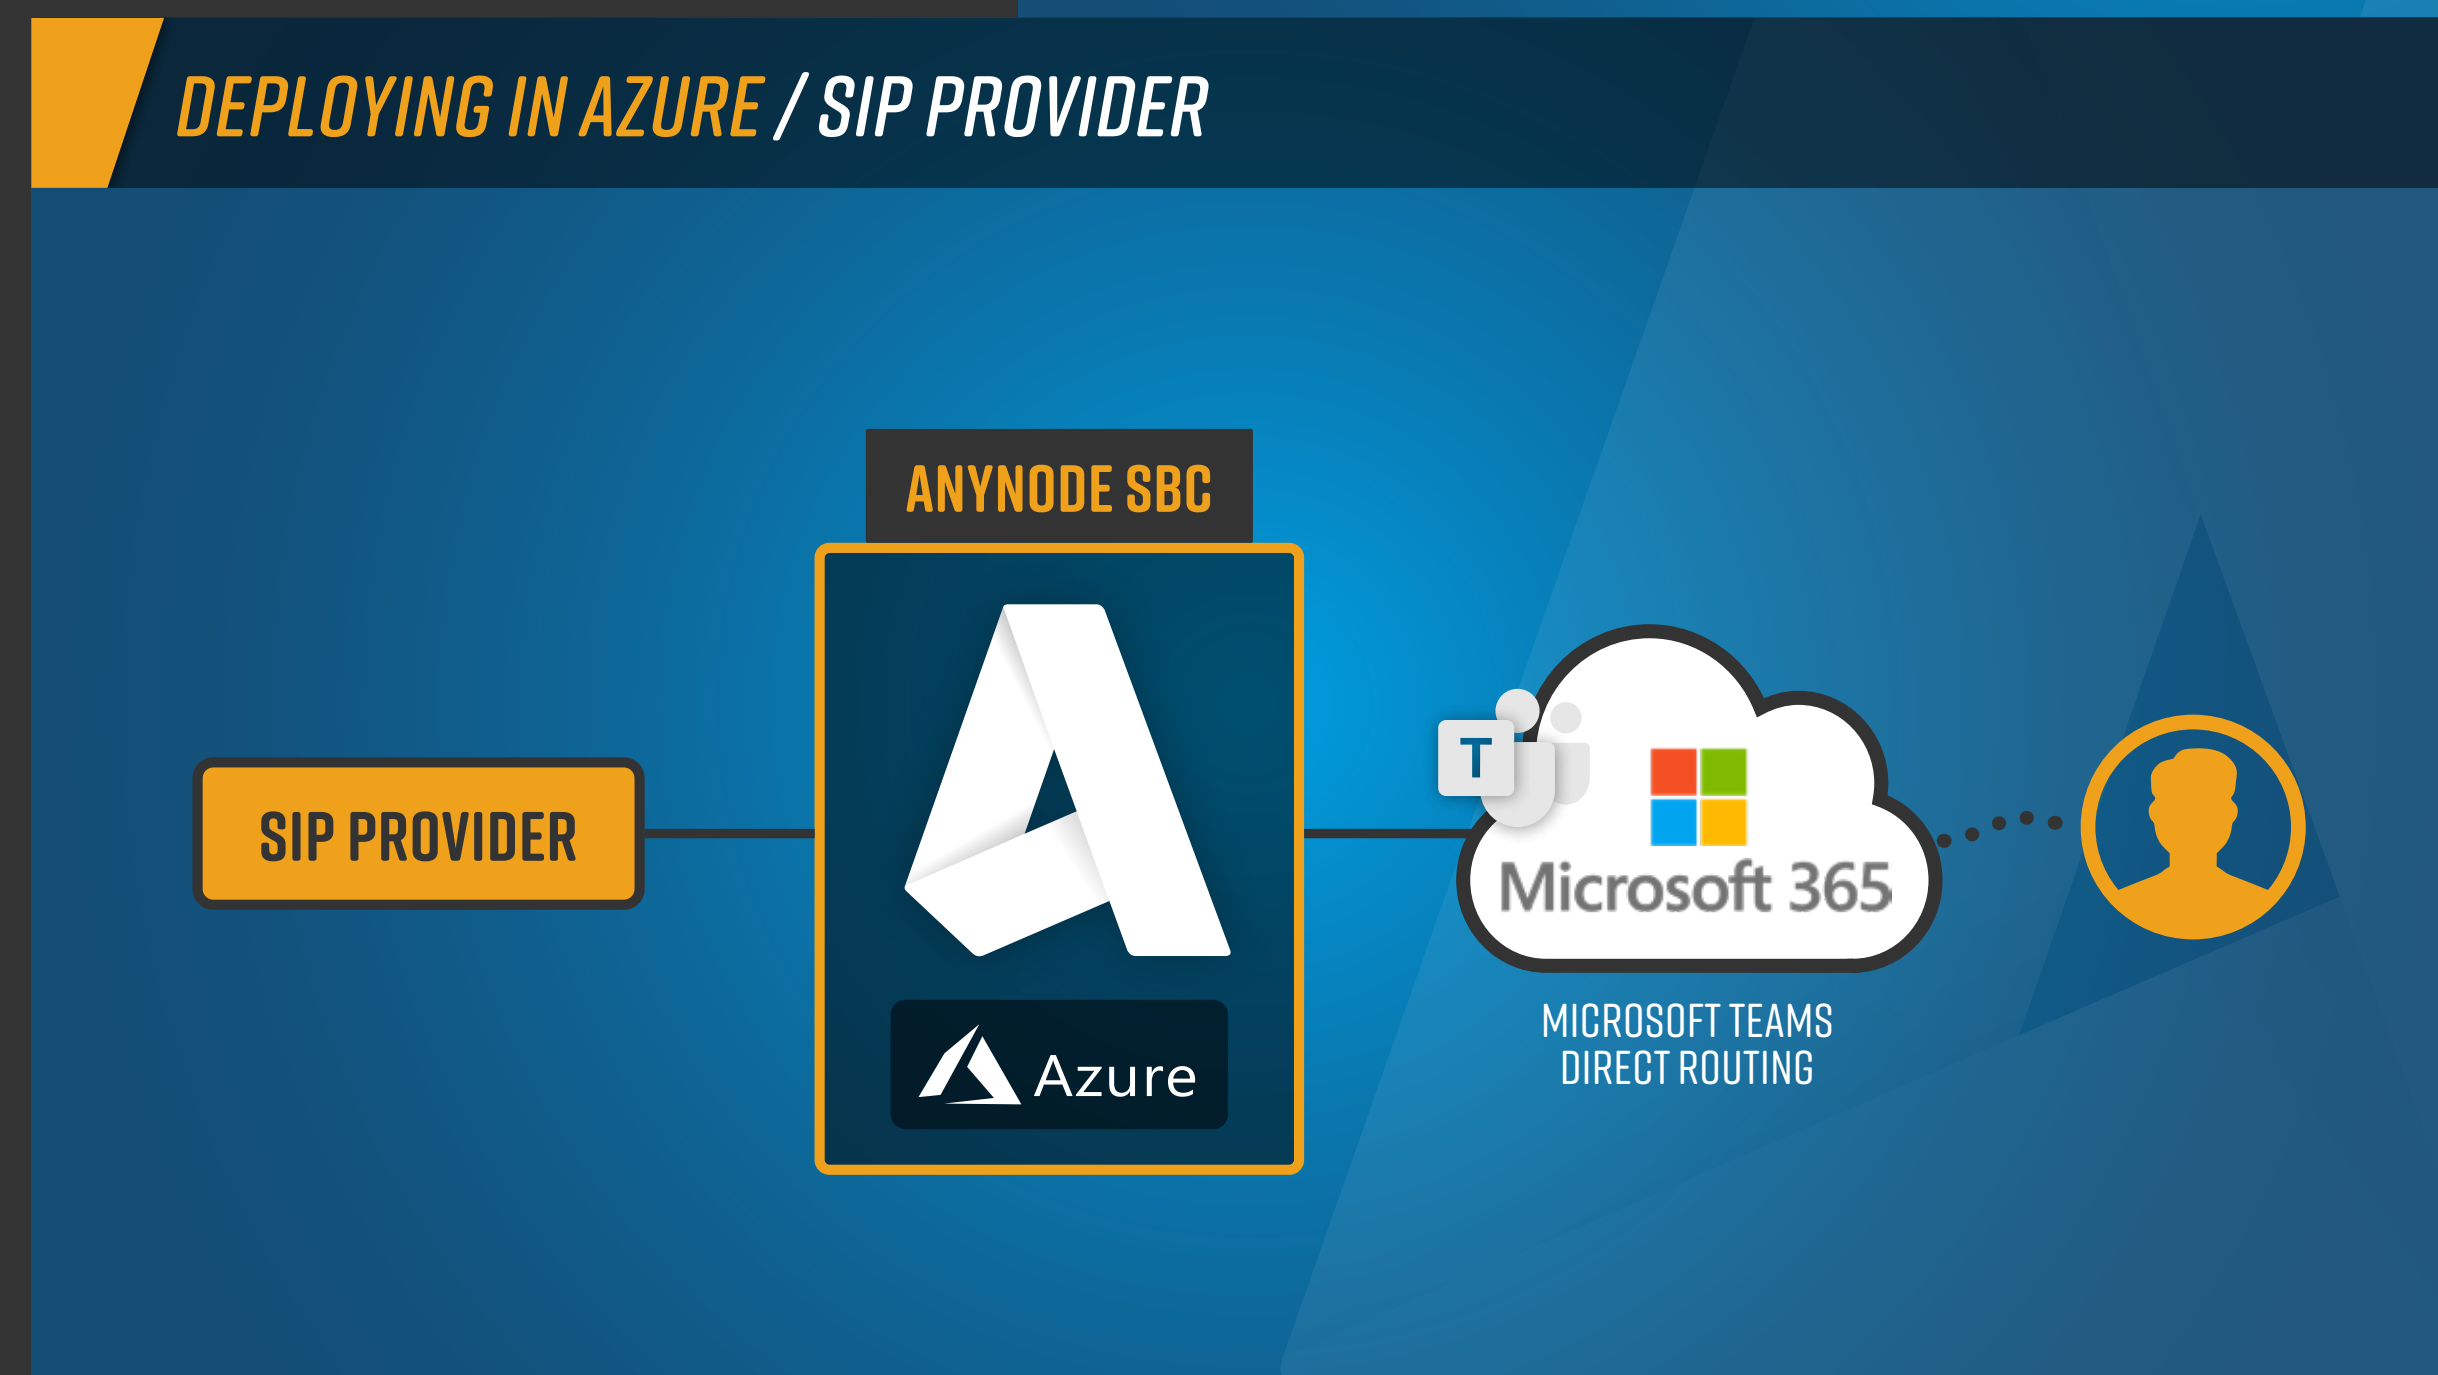 DEPLOYING IN AZURE / SIP PROVIDER
ANYNODE SBC
SIP PROVIDER
Azure
T
Microsoft 365
MICROSOFT TEAMS
DIRECT ROUTING